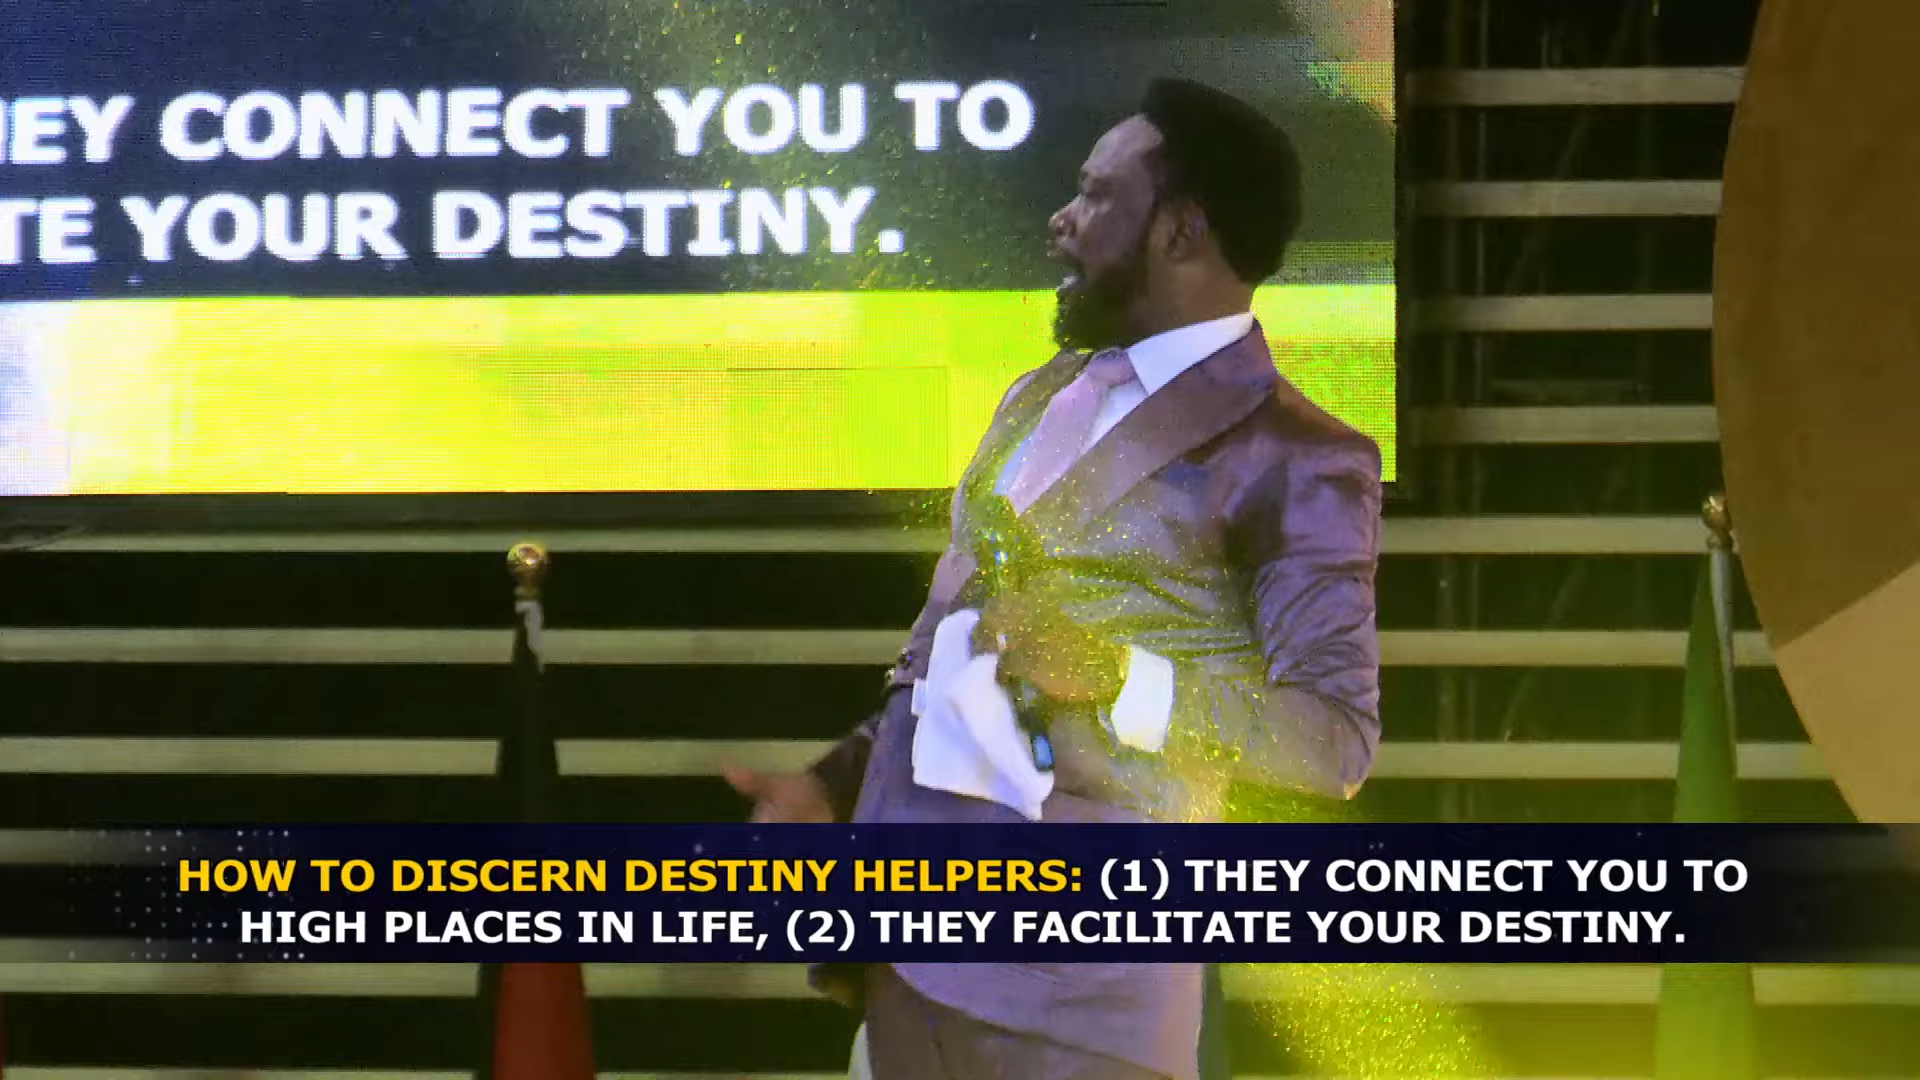 EY CONNECT YOU TO
TE YOUR DESTINY.
HOW TO DISCERN DESTINY HELPERS: (1) THEY CONNECT YOU TO
HIGH PLACES IN LIFE, (2) THEY FACILITATE YOUR DESTINY.